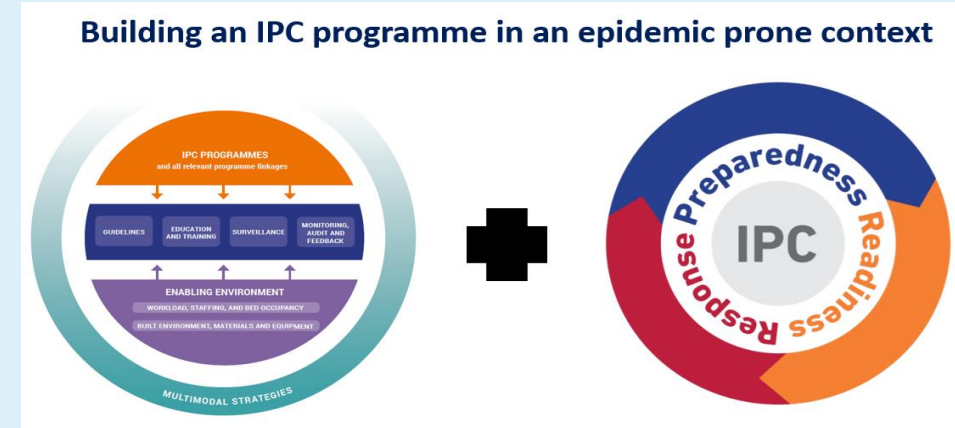 Building an IPC programme in an epidemic prone context
IPC PROGRAMMES
and all relevant programme linkages
GUIDELINES
EDUCATION
AND TRAINING
SURVEILLANCE
MONITORING,
AUDIT AND
FEEDBACK
ENABLING ENVIRONMENT
WORKLOAD, STAFFING, AND BED OCCUPANCY
BUILT ENVIRONMENT, MATERIALS AND EQUIPMENT
MULTIMODAL STRATEGIES
Preparedness
Readiness
Response
IPC